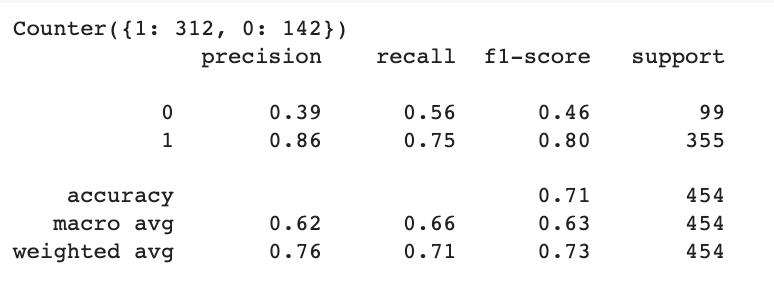 Counter({1: 312, 0: 142})
precision recall f1-score support
0 0.39 0.56 0.46 99
1 0.86 0.75 0.80 355
accuracy 0.71 454
macro avg 0.62 0.66 0.63 454
weighted avg 0.76 0.71 0.73 454